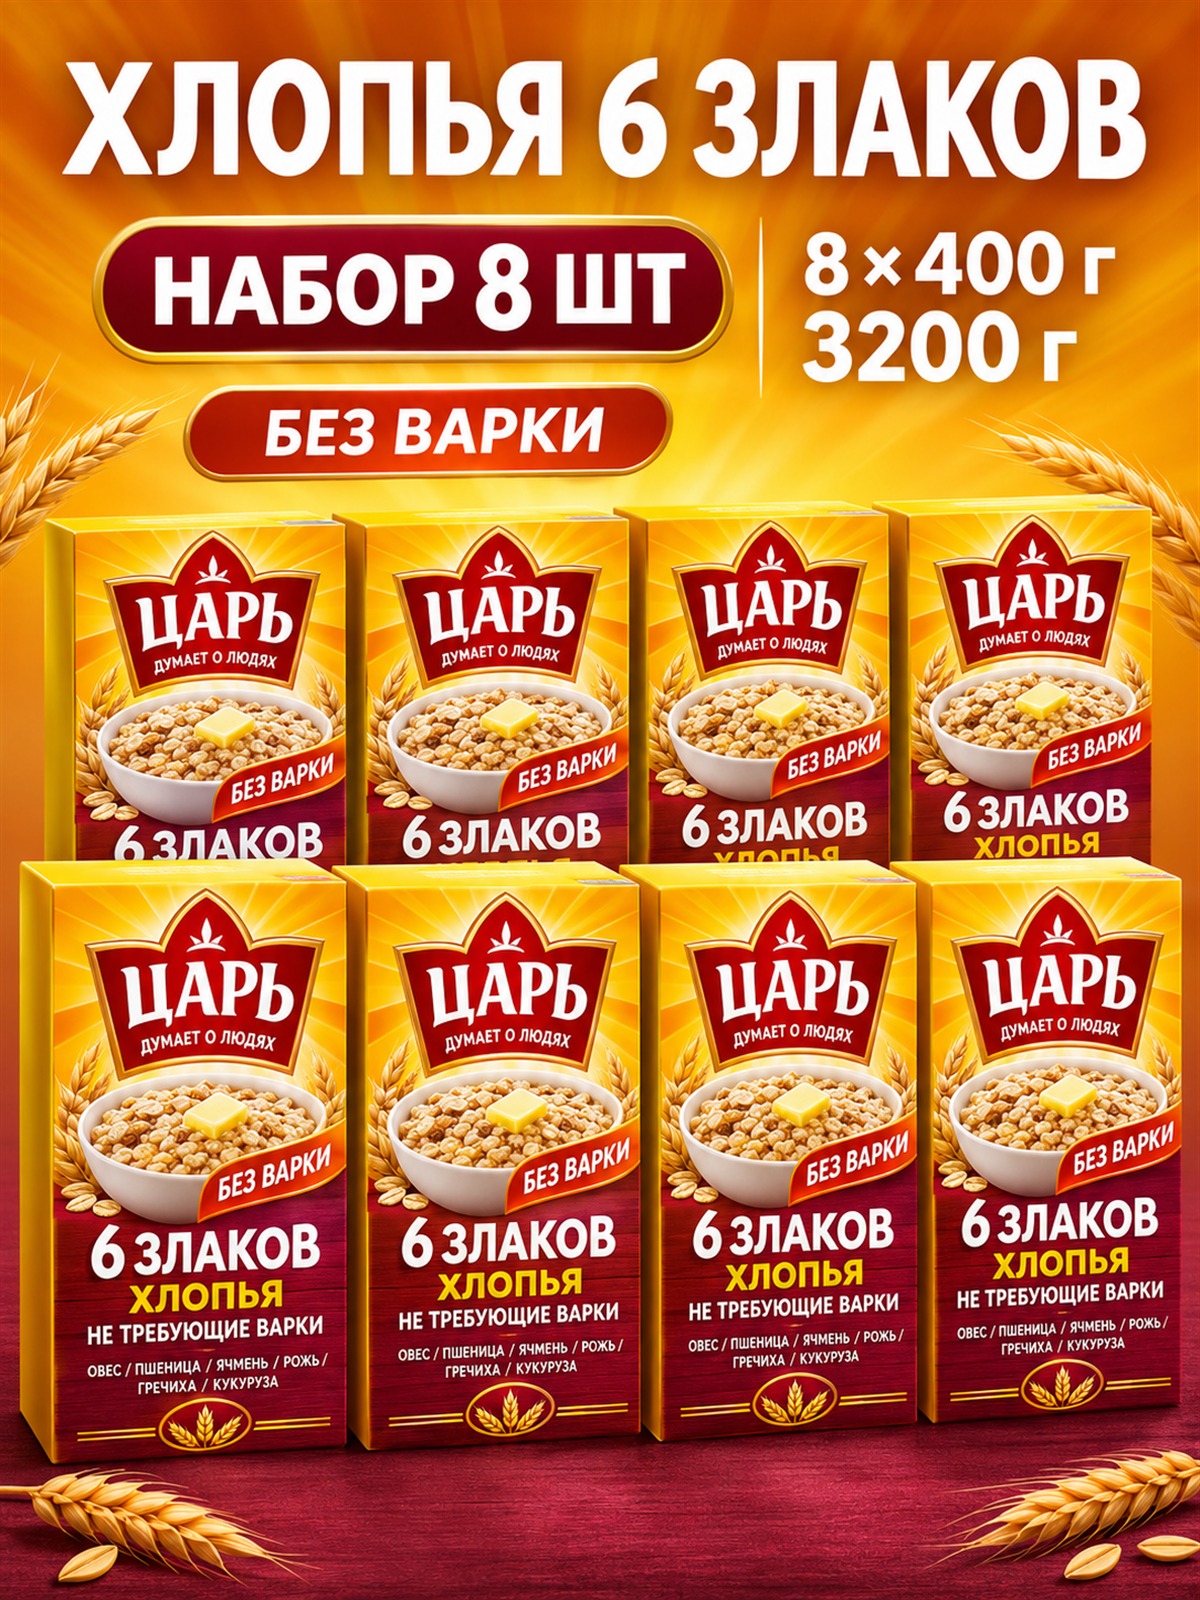 ХЛОПЬЯ 6 ЗЛАКОВ
НАБОР 8 ШТ
8×400 г
3200 г
БЕЗ ВАРКИ
ЦАРЬ
ДУМАЕТ О ЛЮДЯХ
БЕЗ ВАРКИ
6 ЗЛАКОВ
ЦАРЬ
ДУМАЕТ О ЛЮДЯХ
БЕЗ ВАРКИ
6 ЗЛАКОВ
ЦАРЬ
ДУМАЕТ О ЛЮДЯХ
БЕЗ ВАРКИ
6 ЗЛАКОВ
ХЛОПЬЯ
ЦАРЬ
ДУМАЕТ О ЛЮДЯХ
БЕЗ ВАРКИ
6 ЗЛАКОВ
ХЛОПЬЯ
ЦАРЬ
ДУМАЕТ О ЛЮДЯХ
БЕЗ ВАРКИ
6 ЗЛАКОВ
ХЛОПЬЯ
НЕ ТРЕБУЮЩИЕ ВАРКИ
ОВЕС / ПШЕНИЦА / ЯЧМЕНЬ / РОЖЬ /
ГРЕЧИХА / КУКУРУЗА
ЦАРЬ
ДУМАЕТ О ЛЮДЯХ
БЕЗ ВАРКИ
6 ЗЛАКОВ
ХЛОПЬЯ
НЕ ТРЕБУЮЩИЕ ВАРКИ
ОВЕС / ПШЕНИЦА / ЯЧМЕНЬ / РОЖЬ /
ГРЕЧИХА / КУКУРУЗА
ЦАРЬ
ДУМАЕТ О ЛЮДЯХ
БЕЗ ВАРКИ
6 ЗЛАКОВ
ХЛОПЬЯ
НЕ ТРЕБУЮЩИЕ ВАРКИ
ОВЕС / ПШЕНИЦА / ЯЧМЕНЬ / РОЖЬ /
ГРЕЧИХА / КУКУРУЗА
ЦАРЬ
ДУМАЕТ О ЛЮДЯХ
БЕЗ ВАРКИ
6 ЗЛАКОВ
ХЛОПЬЯ
НЕ ТРЕБУЮЩИЕ ВАРКИ
ОВЕС / ПШЕНИЦА / ЯЧМЕНЬ / РОЖЬ /
ГРЕЧИХА / КУКУРУЗА